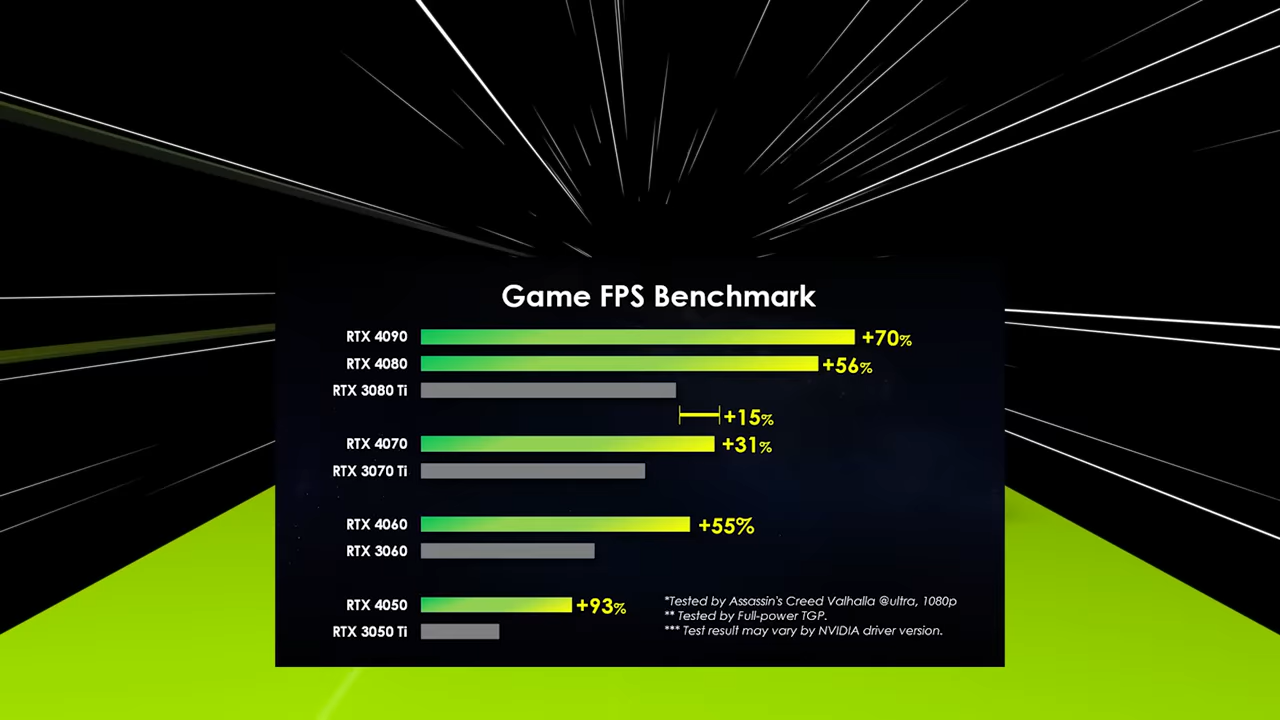 Game FPS Benchmark
RTX 4090 +70%
RTX 4080 +56%
RTX 3080 Ti
+15%
RTX 4070 +31%
RTX 3070 Ti
RTX 4060 +55%
RTX 3060
RTX 4050 +93%
RTX 3050 Ti
*Tested by Assassin's Creed Valhalla @ultra, 1080p
** Tested by Full-power TGP.
*** Test result may vary by NVIDIA driver version.